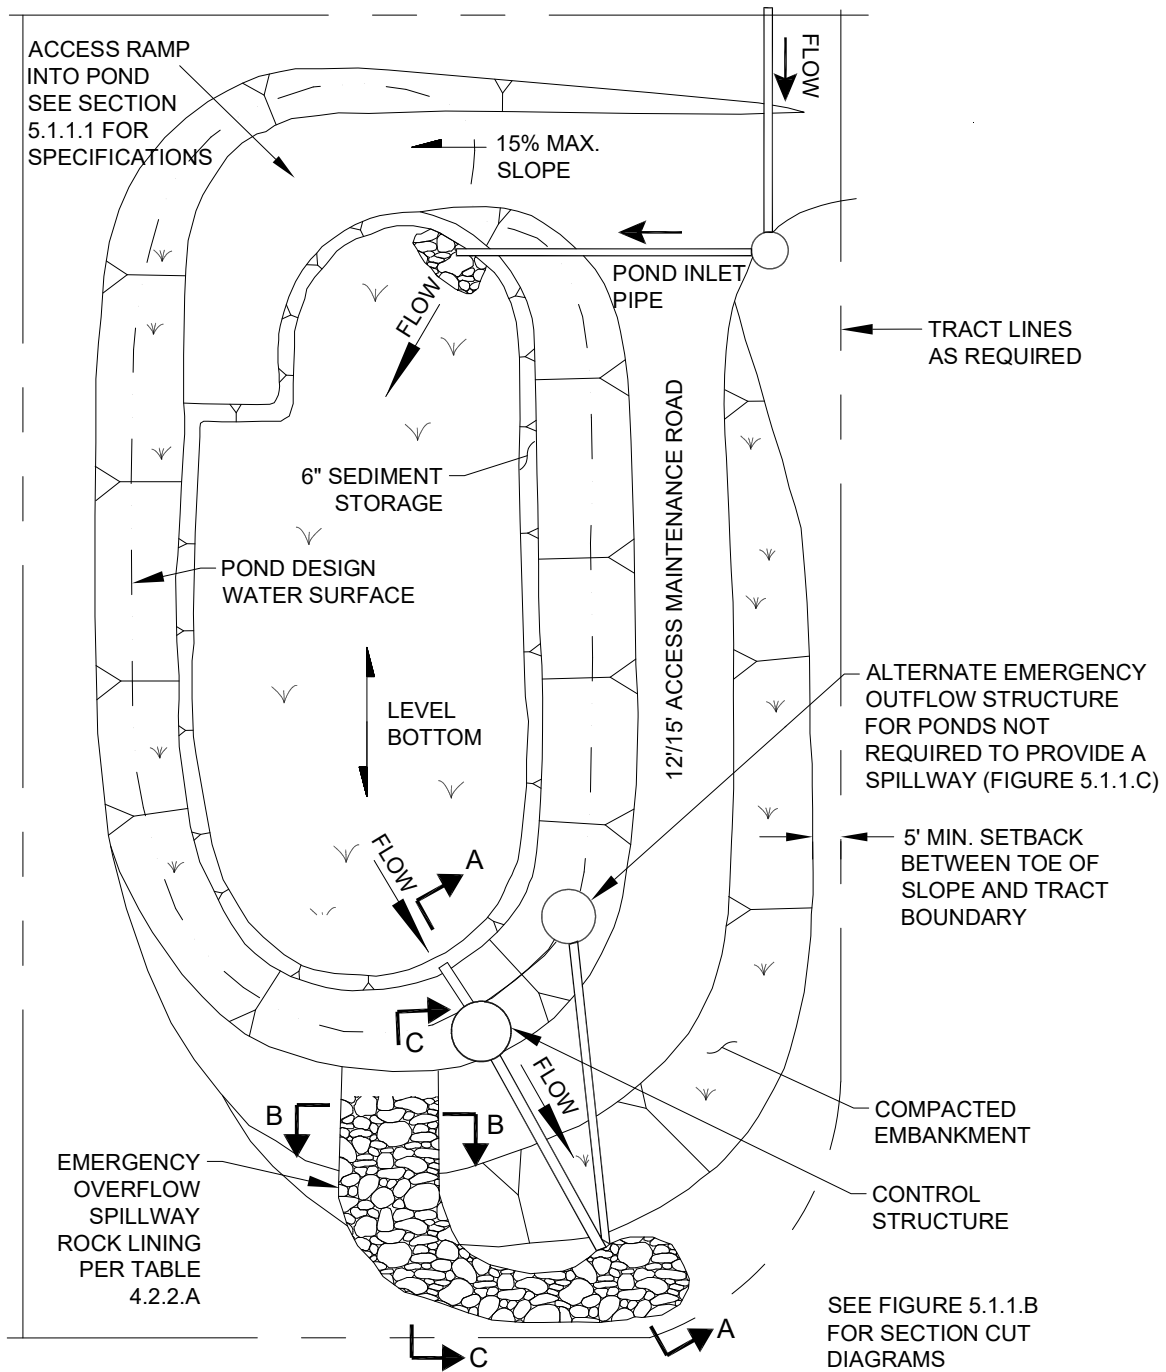 ACCESS RAMP
INTO POND
SEE SECTION
5.1.1.1 FOR
SPECIFICATIONS
FLOW
15% MAX.
SLOPE
POND INLET
PIPE
FLOW
TRACT LINES
AS REQUIRED
12'/15' ACCESS MAINTENANCE ROAD
6" SEDIMENT
STORAGE
POND DESIGN
WATER SURFACE
LEVEL
BOTTOM
ALTERNATE EMERGENCY
OUTFLOW STRUCTURE
FOR PONDS NOT
REQUIRED TO PROVIDE A
SPILLWAY (FIGURE 5.1.1.C)
5' MIN. SETBACK
BETWEEN TOE OF
SLOPE AND TRACT
BOUNDARY
FLOW
A
C
FLOW
B
B
COMPACTED
EMBANKMENT
EMERGENCY
OVERFLOW
SPILLWAY
ROCK LINING
PER TABLE
4.2.2.A
CONTROL
STRUCTURE
A
C
SEE FIGURE 5.1.1.B
FOR SECTION CUT
DIAGRAMS